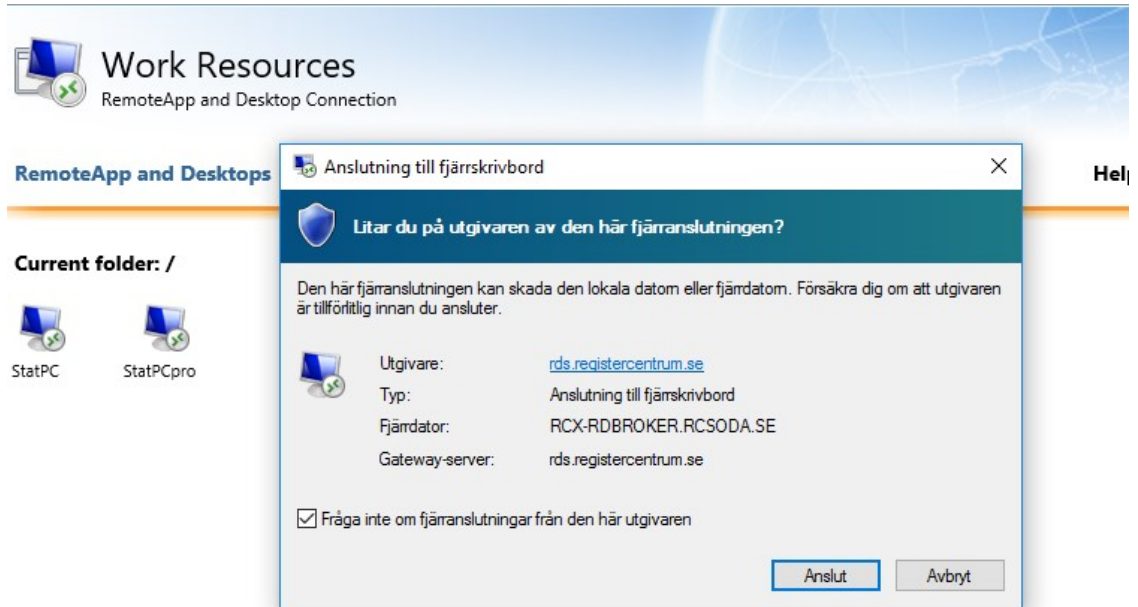 Work Resources
RemoteApp and Desktop Connection
RemoteApp and Desktops
Help
Current folder: /
StatPC
StatPCpro
Anslutning till fjärrskrivbord
Litar du på utgivaren av den här fjärranslutningen?
Den här fjärranslutningen kan skada den lokala datorn eller fjärrdatorn. Försäkra dig om att utgivaren
är tillförlitlig innan du ansluter.
Utgivare: rds.registercentrum.se
Typ: Anslutning till fjärrskrivbord
Fjärrdator: RCX-RDBROKER.RCSODA.SE
Gateway-server: rds.registercentrum.se
Fråga inte om fjärranslutningar från den här utgivaren
Anslut Avbryt